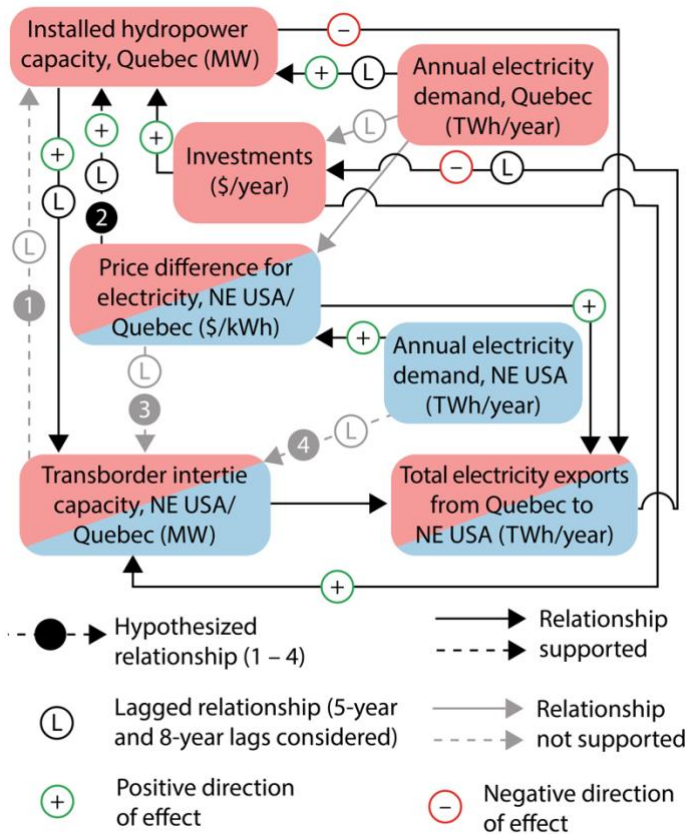 Installed hydropower
capacity, Quebec (MW)
−
+
L
Annual electricity
demand, Quebec
(TWh/year)
+
+
+
L
L
L
Investments
($/year)
−
L
L
2
1
Price difference for
electricity, NE USA/
Quebec ($/kWh)
+
+
Annual electricity
demand, NE USA
(TWh/year)
L
3
4
L
Transborder intertie
capacity, NE USA/
Quebec (MW)
Total electricity exports
from Quebec to
NE USA (TWh/year)
+
Hypothesized
relationship (1 – 4)
Relationship
supported
L
Lagged relationship (5-year
and 8-year lags considered)
Relationship
not supported
+
Positive direction
of effect
−
Negative direction
of effect